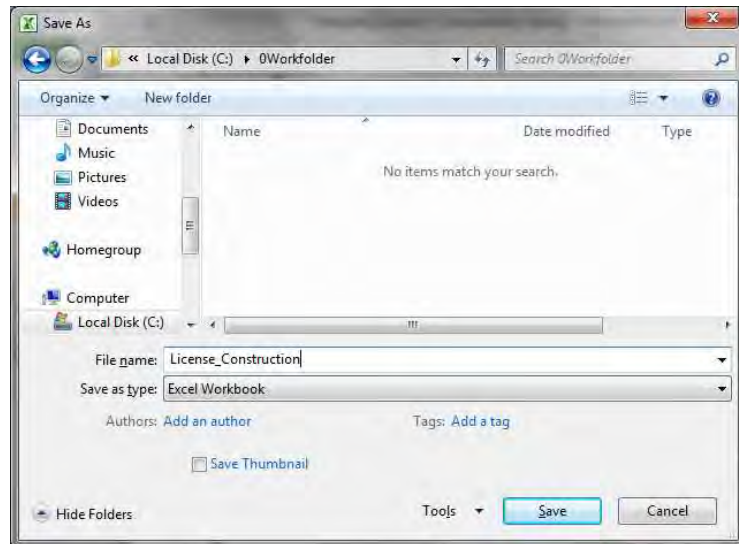 Save As
« Local Disk (C:) ▸ 0Workfolder Search 0Workfolder
Organize New folder
Name Date modified Type
Documents
Music
Pictures
Videos
No items match your search.
Homegroup
Computer
Local Disk (C:)
File name: License_Construction
Save as type: Excel Workbook
Authors: Add an author Tags: Add a tag
Save Thumbnail
Hide Folders Tools Save Cancel